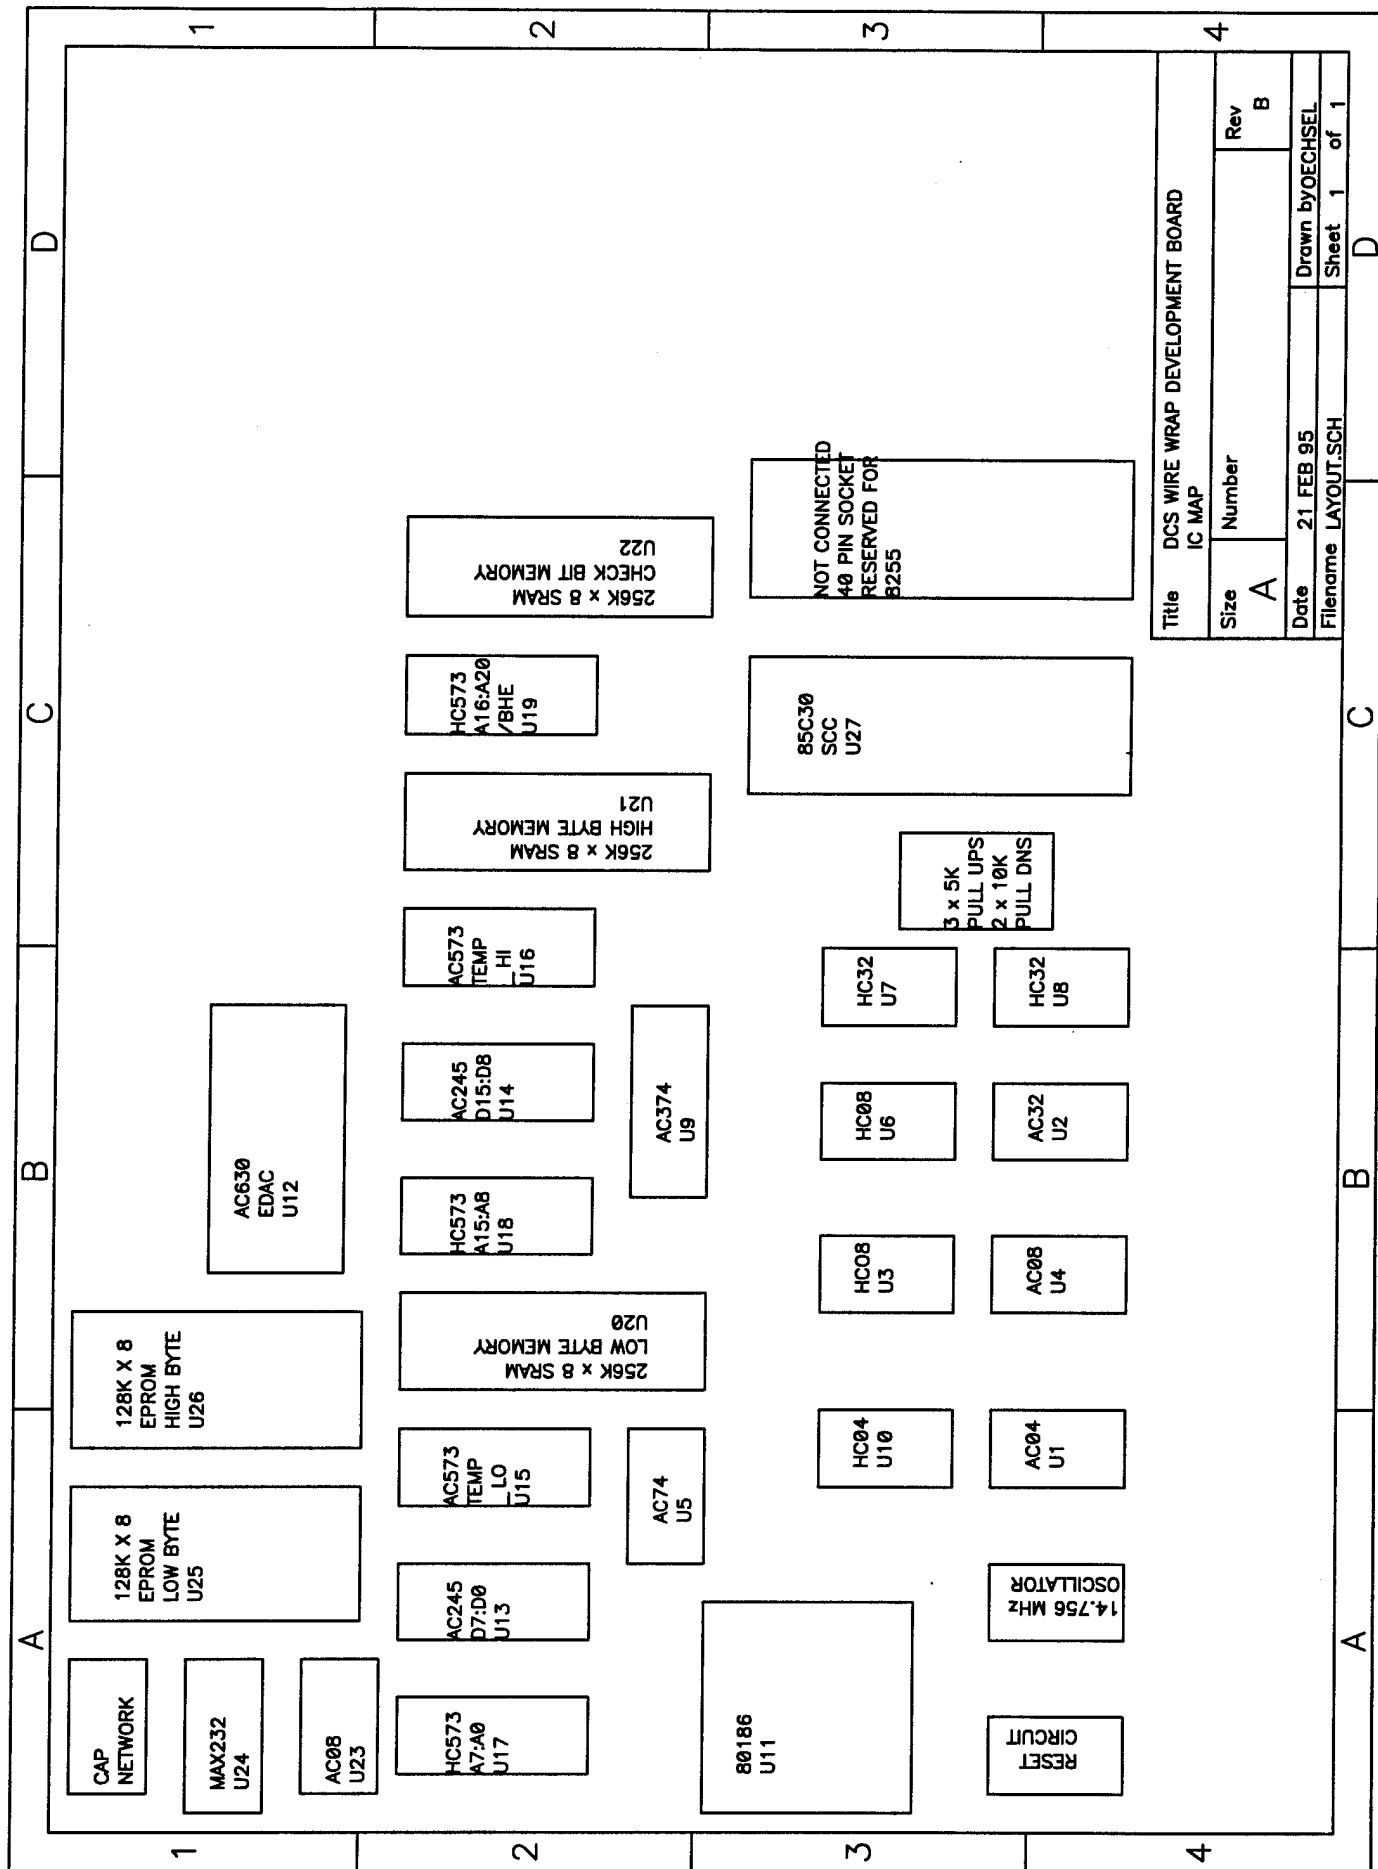 A
B
C
D
1
2
3
4
CAP
NETWORK
MAX232
U24
AC08
U23
128K X 8
EPROM
LOW BYTE
U25
128K X 8
EPROM
HIGH BYTE
U26
AC630
EDAC
U12
HC573
A7:A0
U17
AC245
D7:D0
U13
AC573
TEMP
_LO
U15
256K x 8 SRAM
LOW BYTE MEMORY
U20
HC573
A15:A8
U18
AC245
D15:D8
U14
AC573
TEMP
_HI
U16
256K x 8 SRAM
HIGH BYTE MEMORY
U21
HC573
A16:A20
/BHE
U19
256K x 8 SRAM
CHECK BIT MEMORY
U22
AC74
U5
AC374
U9
80186
U11
HC04
U10
HC08
U3
HC08
U6
HC32
U7
3 x 5K
PULL UPS
2 x 10K
PULL DNS
85C30
SCC
U27
NOT CONNECTED
40 PIN SOCKET
RESERVED FOR
8255
RESET
CIRCUIT
14.756 MHz
OSCILLATOR
AC04
U1
AC08
U4
AC32
U2
HC32
U8
Title DCS WIRE WRAP DEVELOPMENT BOARD
IC MAP
Size Number Rev
A B
Date 21 FEB 95 Drawn by OECHSEL
Filename LAYOUT.SCH Sheet 1 of 1
1
2
3
4
A
B
C
D